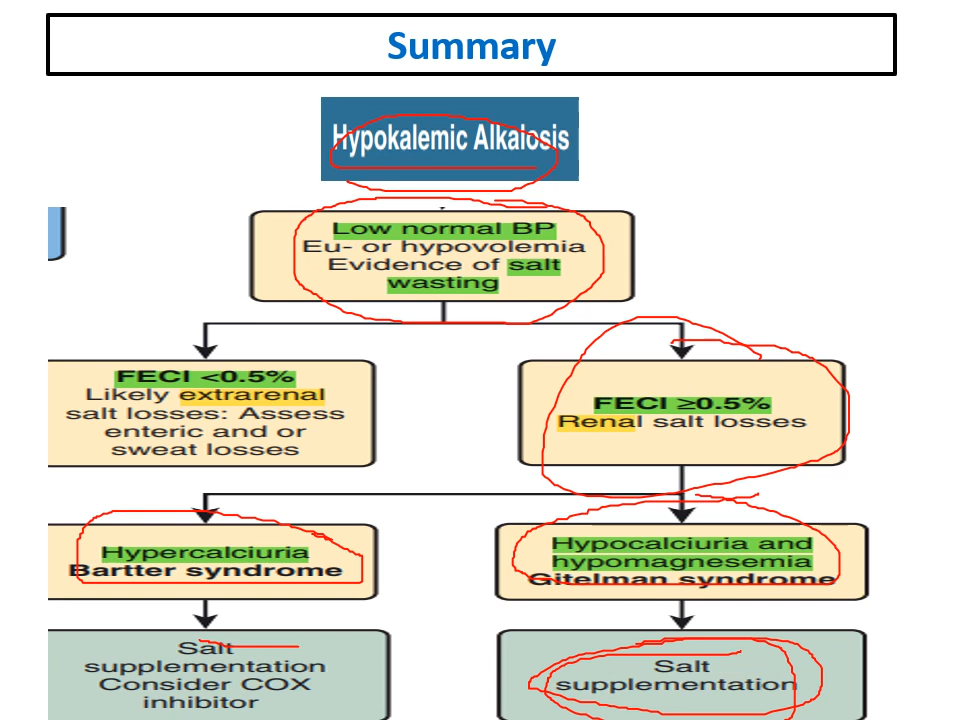 Summary
Hypokalemic Alkalosis
Low normal BP
Eu- or hypovolemia
Evidence of salt
wasting
FECI <0.5%
Likely extrarenal
salt losses: Assess
enteric and or
sweat losses
FECI ≥0.5%
Renal salt losses
Hypercalciuria
Bartter syndrome
Hypocalciuria and
hypomagnesemia
Gitelman syndrome
Salt
supplementation
Consider COX
inhibitor
Salt
supplementation